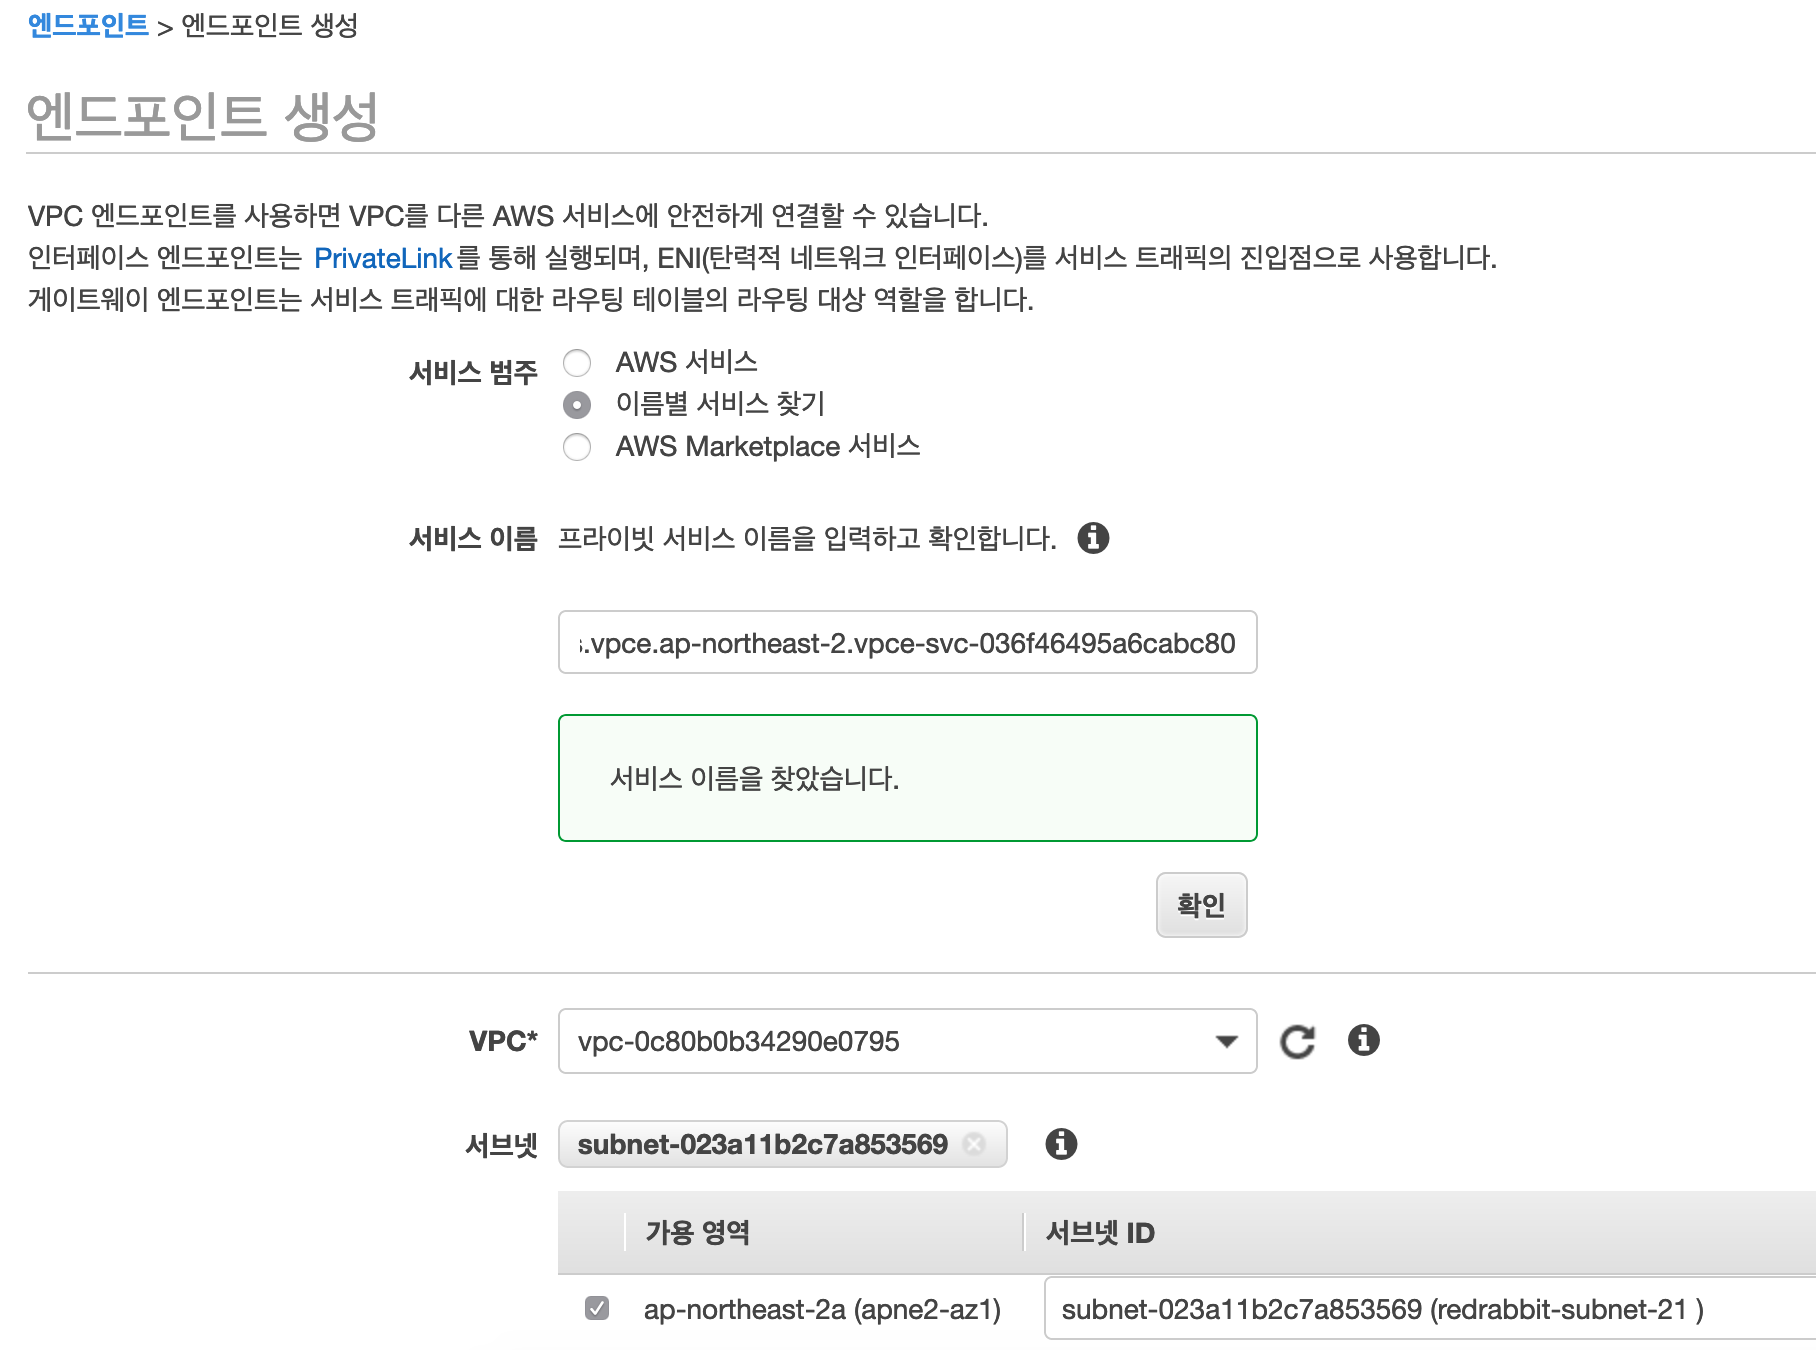 엔드포인트 > 엔드포인트 생성
엔드포인트 생성
VPC 엔드포인트를 사용하면 VPC를 다른 AWS 서비스에 안전하게 연결할 수 있습니다.
인터페이스 엔드포인트는 PrivateLink를 통해 실행되며, ENI(탄력적 네트워크 인터페이스)를 서비스 트래픽의 진입점으로 사용합니다.
게이트웨이 엔드포인트는 서비스 트래픽에 대한 라우팅 테이블의 라우팅 대상 역할을 합니다.
서비스 범주 AWS 서비스
이름별 서비스 찾기
AWS Marketplace 서비스
서비스 이름 프라이빗 서비스 이름을 입력하고 확인합니다.
.vpce.ap-northeast-2.vpce-svc-036f46495a6cabc80
서비스 이름을 찾았습니다.
확인
VPC* vpc-0c80b0b34290e0795
서브넷 subnet-023a11b2c7a853569
가용 영역 서브넷 ID
ap-northeast-2a (apne2-az1) subnet-023a11b2c7a853569 (redrabbit-subnet-21 )